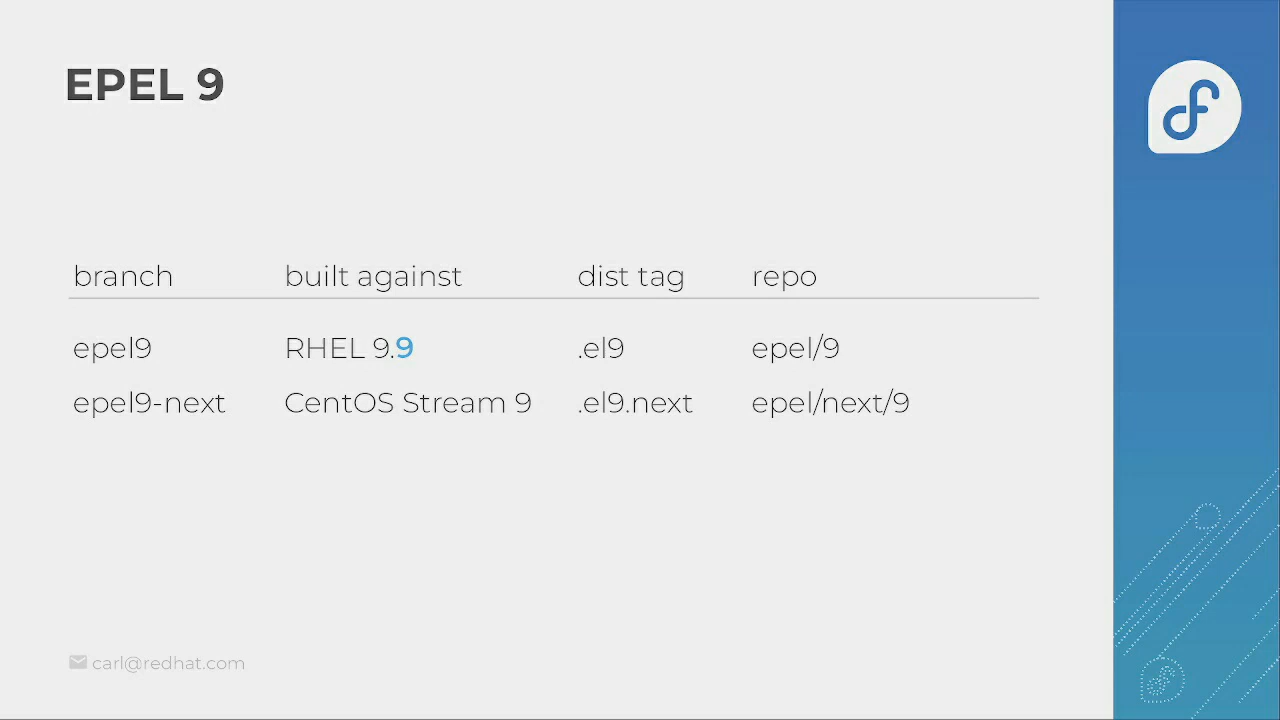 EPEL 9
branch built against dist tag repo
epel9 RHEL 9.9 .el9 epel/9
epel9-next CentOS Stream 9 .el9.next epel/next/9
carl@redhat.com